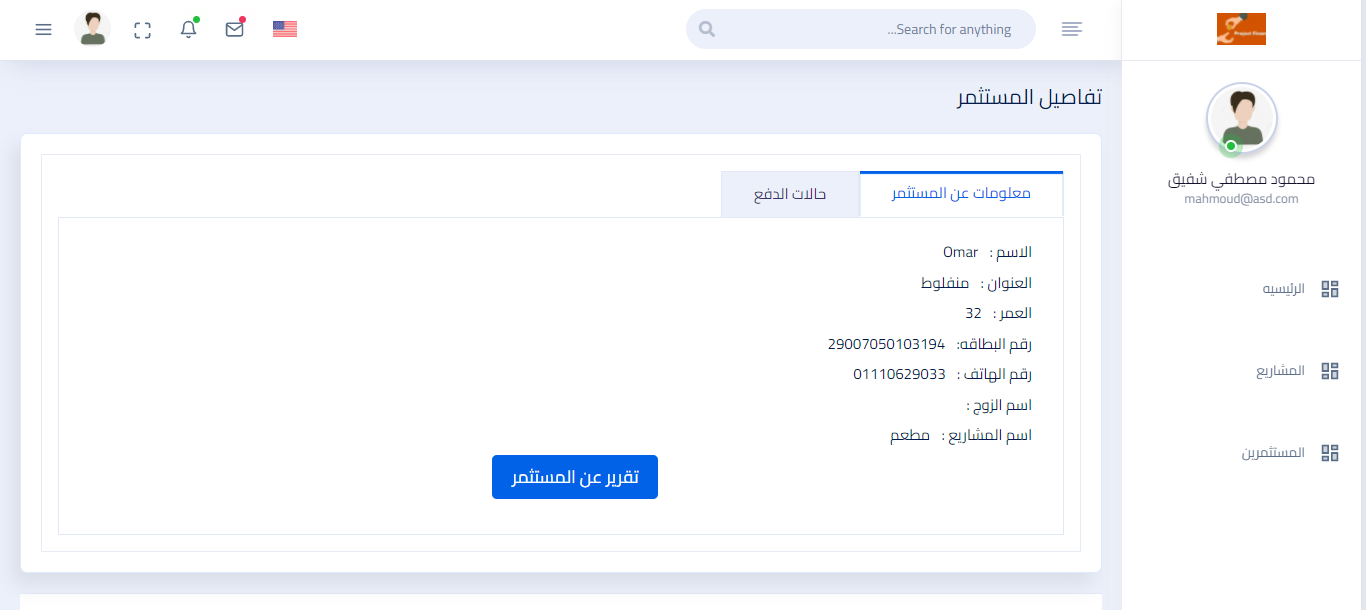 Search for anything...
Project Finan
تفاصيل المستثمر
محمود مصطفي شفيق
mahmoud@asd.com
الرئيسيه
المشاريع
المستثمرين
معلومات عن المستثمر
حالات الدفع
الاسم : Omar
العنوان : منفلوط
العمر : 32
رقم البطاقه: 29007050103194
رقم الهاتف : 01110629033
اسم الزوج :
اسم المشاريع : مطعم
تقرير عن المستثمر